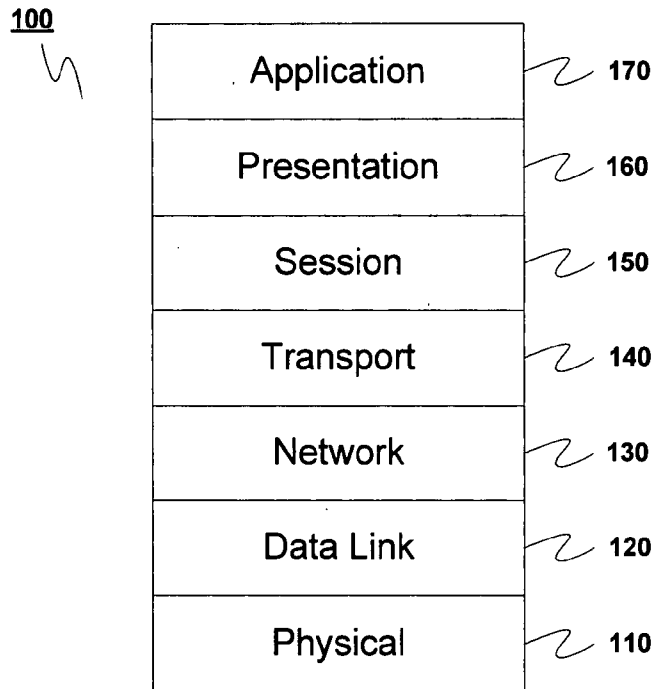 100
Application 170
Presentation 160
Session 150
Transport 140
Network 130
Data Link 120
Physical 110